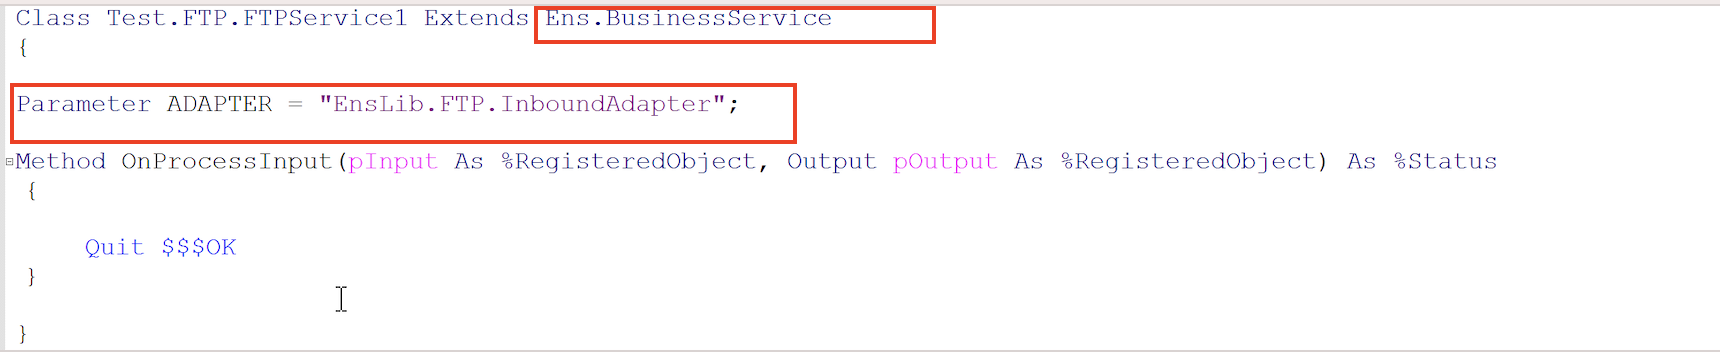 Class Test.FTP.FTPService1 Extends Ens.BusinessService
{
Parameter ADAPTER = "EnsLib.FTP.InboundAdapter";
Method OnProcessInput(pInput As %RegisteredObject, Output pOutput As %RegisteredObject) As %Status
{
Quit $$$OK
}
}